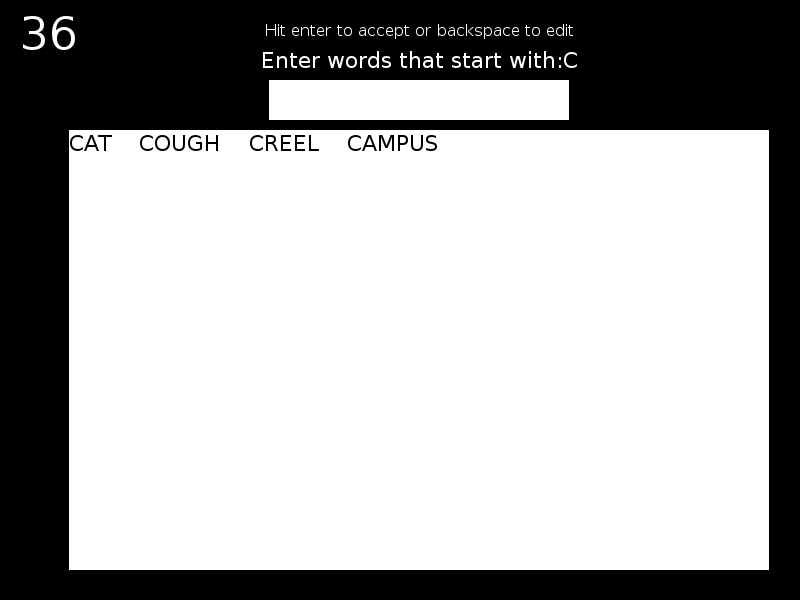 36
Hit enter to accept or backspace to edit
Enter words that start with:C
CAT COUGH CREEL CAMPUS